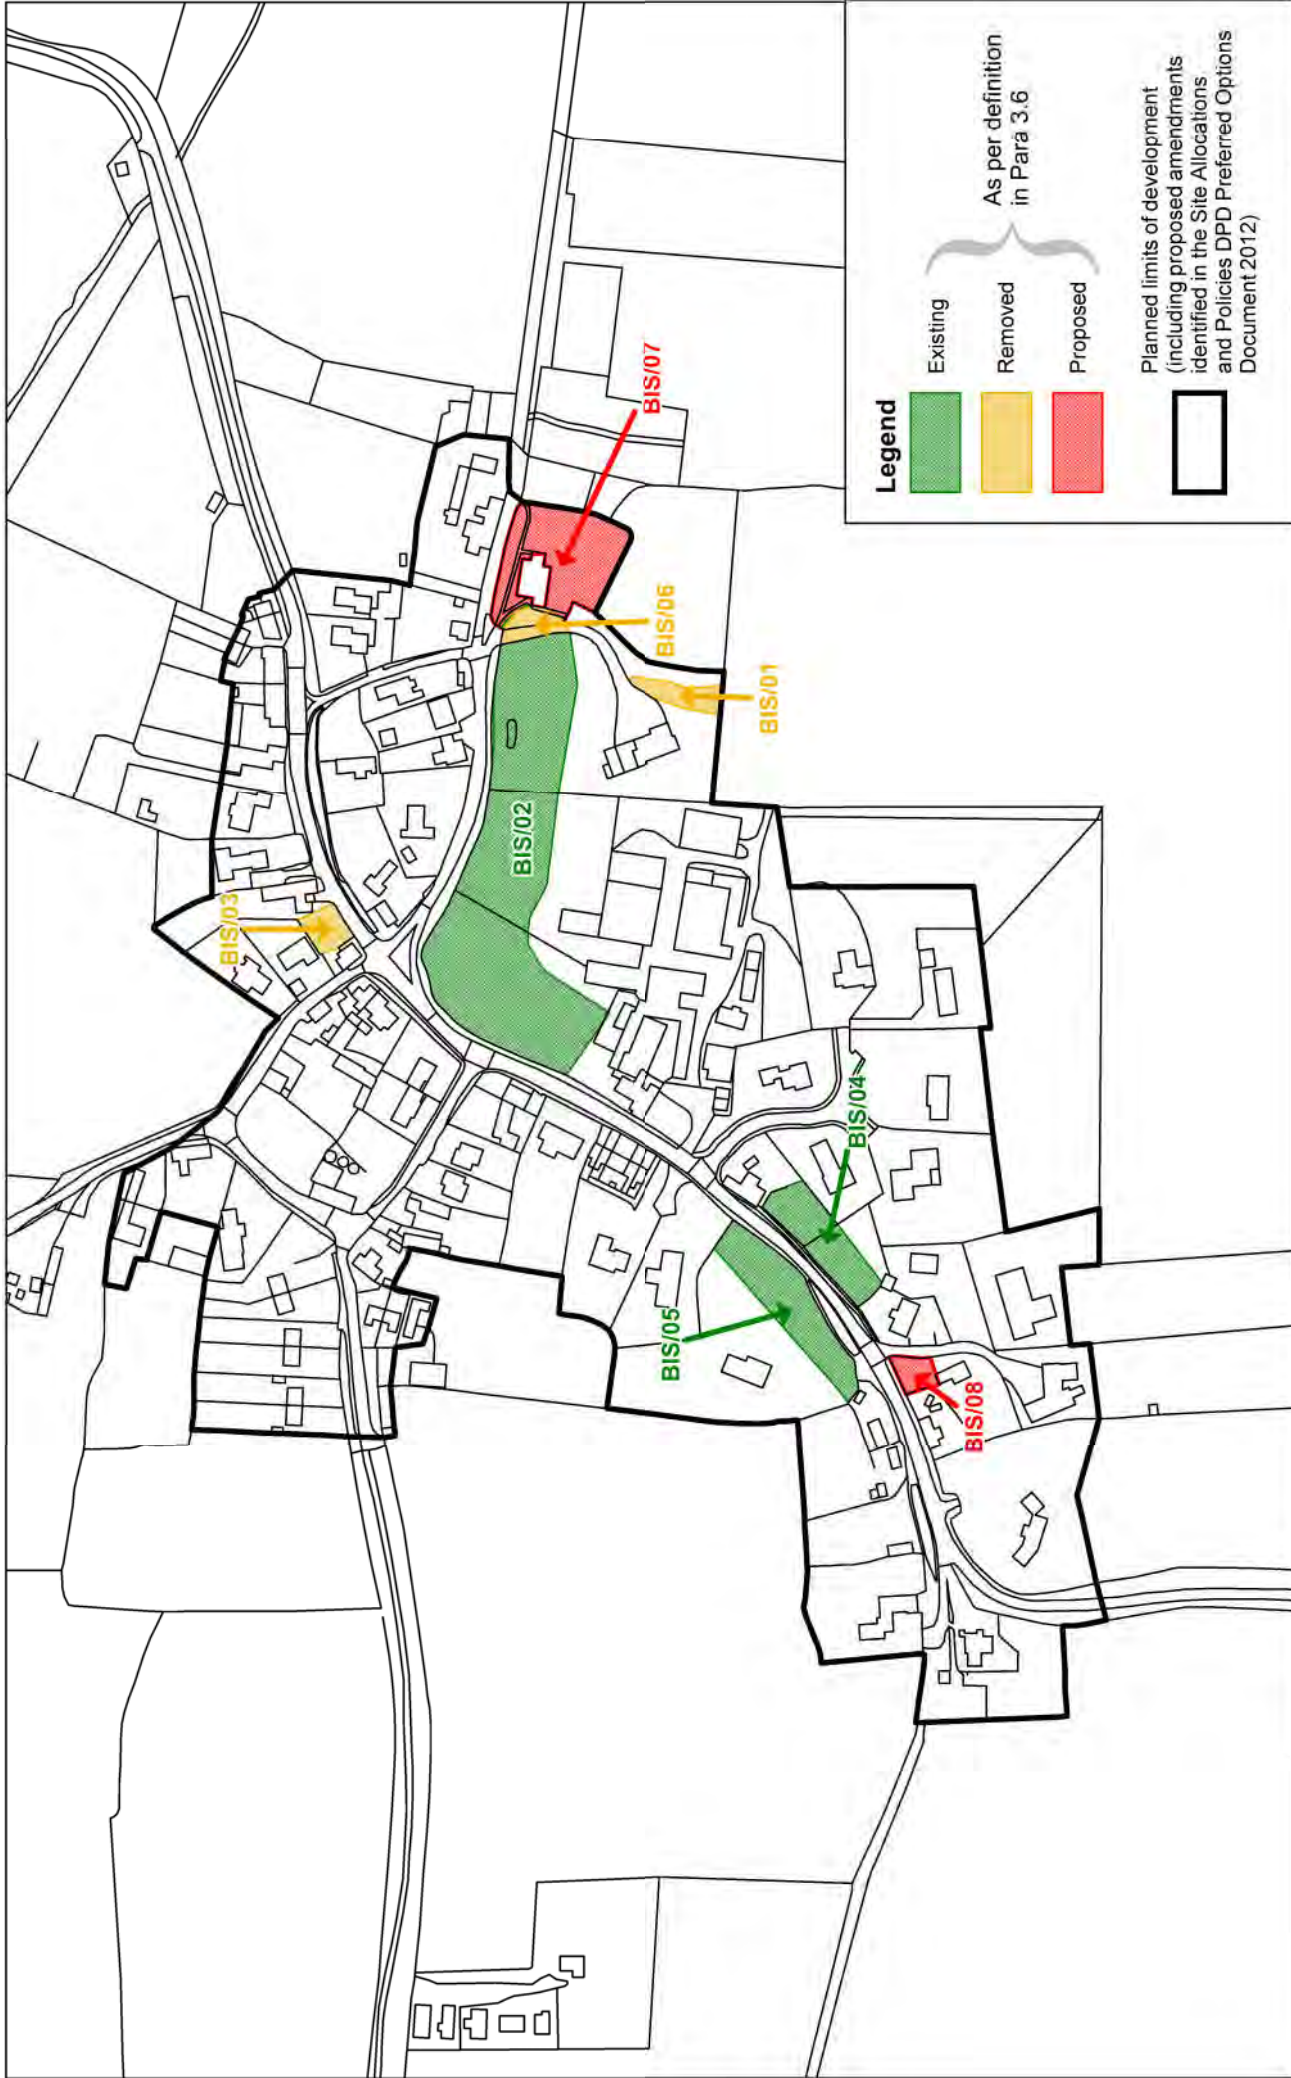 BIS/03
BIS/02
BIS/07
BIS/06
BIS/01
BIS/05
BIS/04
BIS/08
Legend
Existing
Removed
Proposed
As per definition
in Para 3.6
Planned limits of development
(including proposed amendments
identified in the Site Allocations
and Policies DPD Preferred Options
Document 2012)